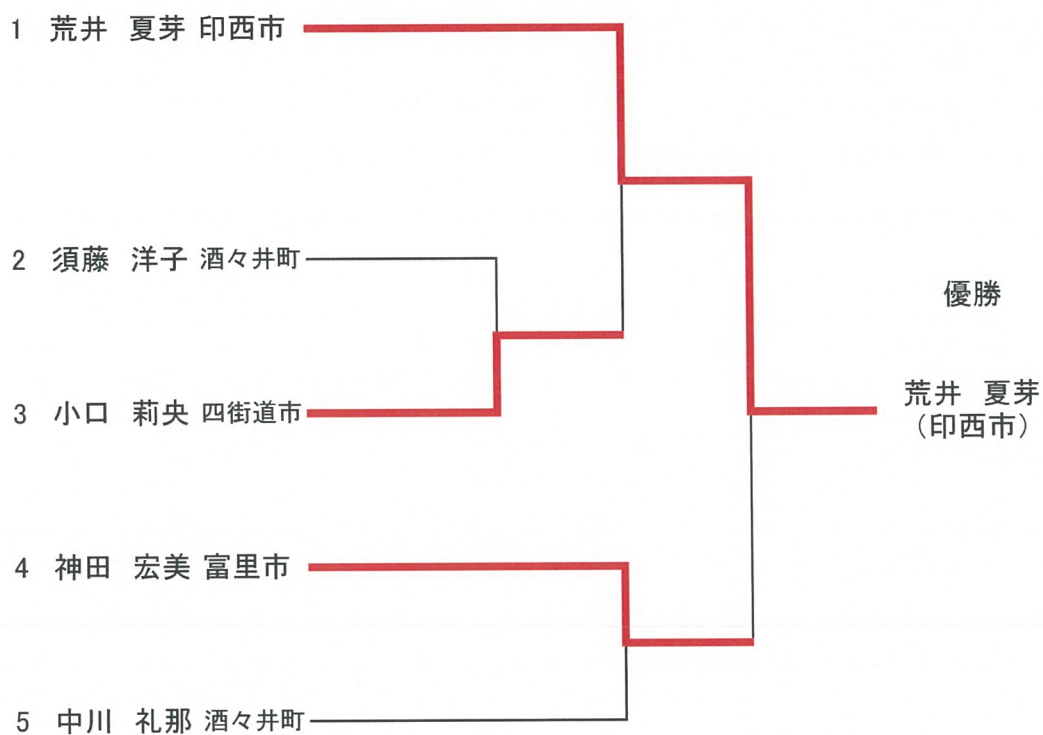 1 荒井 夏芽 印西市
2 須藤 洋子 酒々井町
3 小口 莉央 四街道市
4 神田 宏美 富里市
5 中川 礼那 酒々井町
優勝
荒井 夏芽
（印西市）